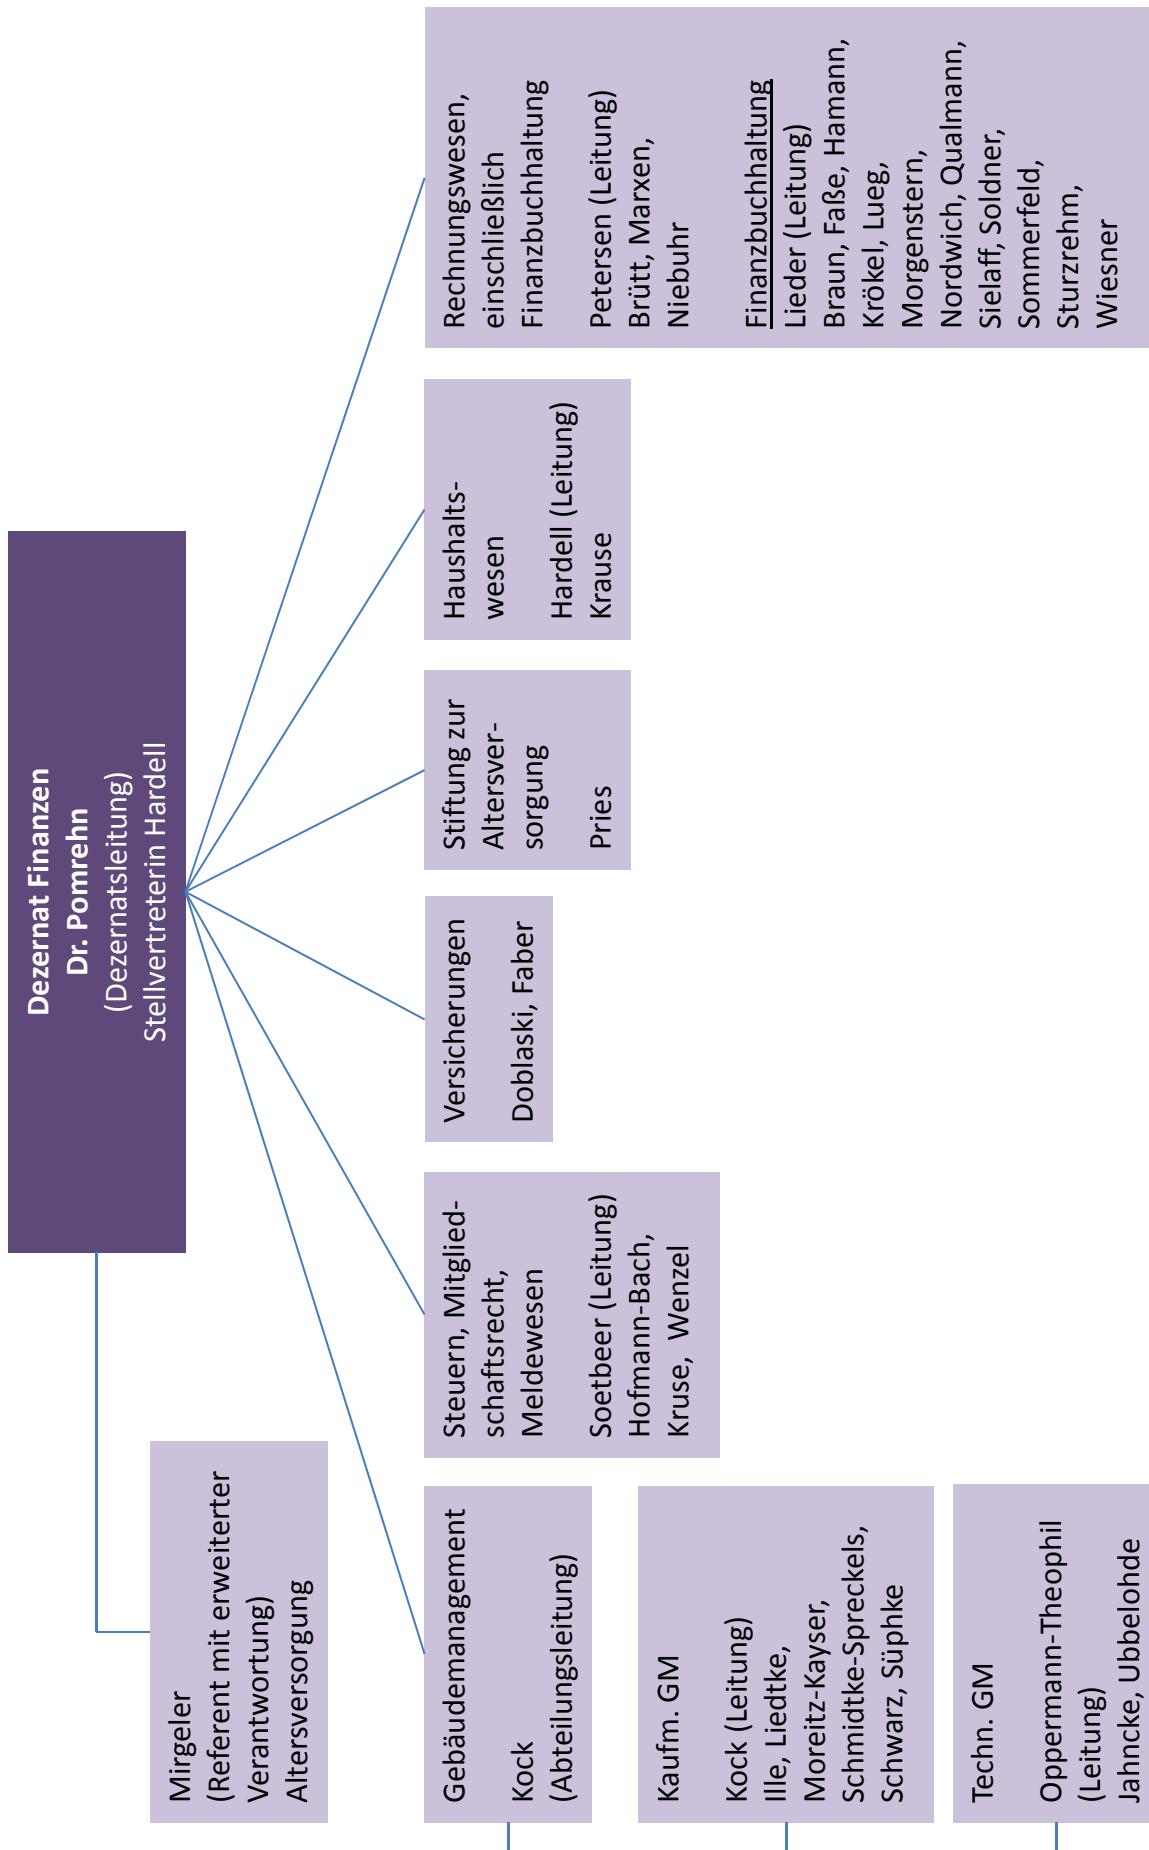 Dezernat Finanzen
Dr. Pomrehn
(Dezernatsleitung)
Stellvertreterin Hardell
Mirgeler
(Referent mit erweiterter
Verantwortung)
Altersversorgung
Gebäudemanagement
Kock
(Abteilungsleitung)
Kaufm. GM
Kock (Leitung)
Ille, Liedtke,
Moreitz-Kayser,
Schmidtke-Spreckels,
Schwarz, Süphke
Techn. GM
Oppermann-Theophil
(Leitung)
Jahncke, Ubbelohde
Steuern, Mitglied-
schaftsrecht,
Meldewesen
Soetbeer (Leitung)
Hofmann-Bach,
Kruse, Wenzel
Versicherungen
Doblaski, Faber
Stiftung zur
Altersver-
sorgung
Pries
Haushalts-
wesen
Hardell (Leitung)
Krause
Rechnungswesen,
einschließlich
Finanzbuchhaltung
Petersen (Leitung)
Brütt, Marxen,
Niebuhr
Finanzbuchhaltung
Lieder (Leitung)
Braun, Faße, Hamann,
Krökel, Lueg,
Morgenstern,
Nordwich, Qualmann,
Sielaff, Soldner,
Sommerfeld,
Sturzrehm,
Wiesner